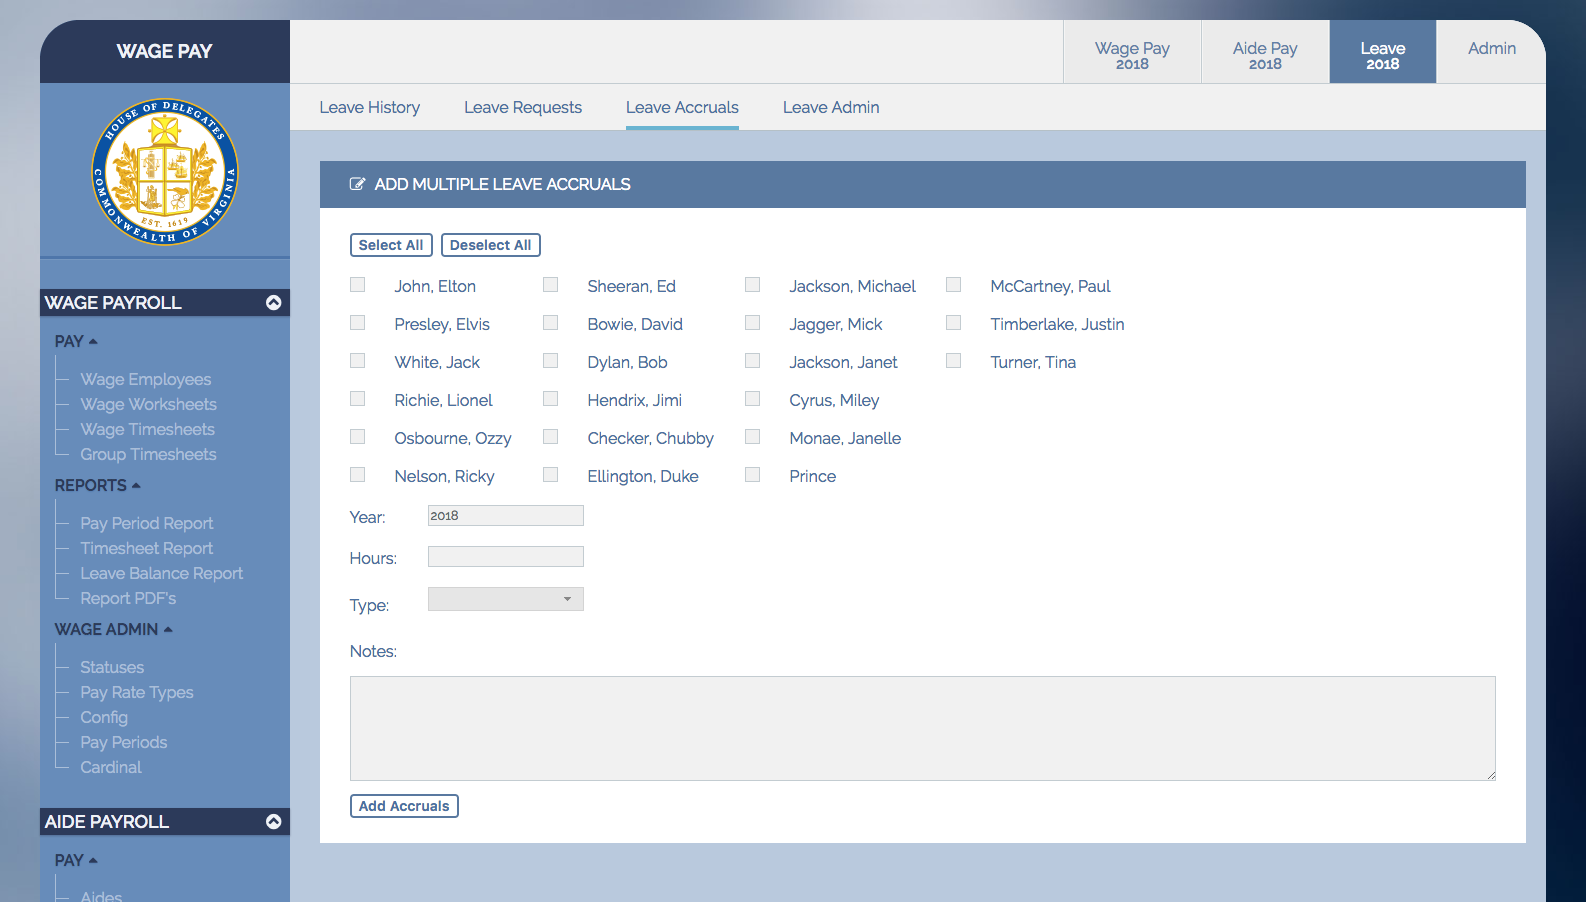 WAGE PAY
Wage Pay
2018
Aide Pay
2018
Leave
2018
Admin
Leave History
Leave Requests
Leave Accruals
Leave Admin
HOUSE OF DELEGATES
COMMONWEALTH OF VIRGINIA
EST. 1619
WAGE PAYROLL
PAY
Wage Employees
Wage Worksheets
Wage Timesheets
Group Timesheets
REPORTS
Pay Period Report
Timesheet Report
Leave Balance Report
Report PDF's
WAGE ADMIN
Statuses
Pay Rate Types
Config
Pay Periods
Cardinal
AIDE PAYROLL
PAY
Aides
ADD MULTIPLE LEAVE ACCRUALS
Select All
Deselect All
John, Elton
Sheeran, Ed
Jackson, Michael
McCartney, Paul
Presley, Elvis
Bowie, David
Jagger, Mick
Timberlake, Justin
White, Jack
Dylan, Bob
Jackson, Janet
Turner, Tina
Richie, Lionel
Hendrix, Jimi
Cyrus, Miley
Osbourne, Ozzy
Checker, Chubby
Monae, Janelle
Nelson, Ricky
Ellington, Duke
Prince
Year:
2018
Hours:
Type:
Notes:
Add Accruals